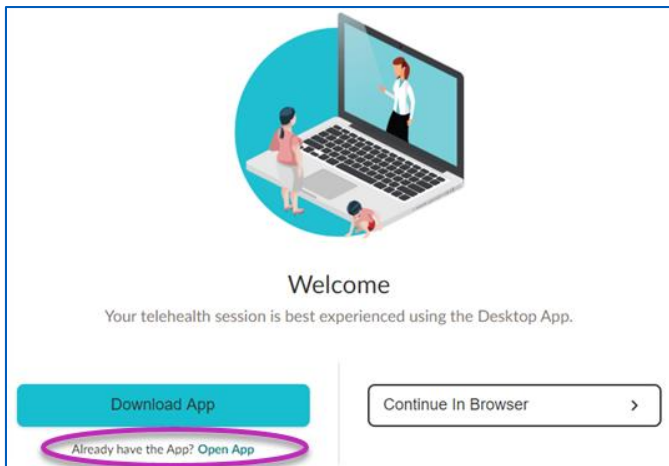 Welcome
Your telehealth session is best experienced using the Desktop App.
Download App
Already have the App? Open App
Continue In Browser